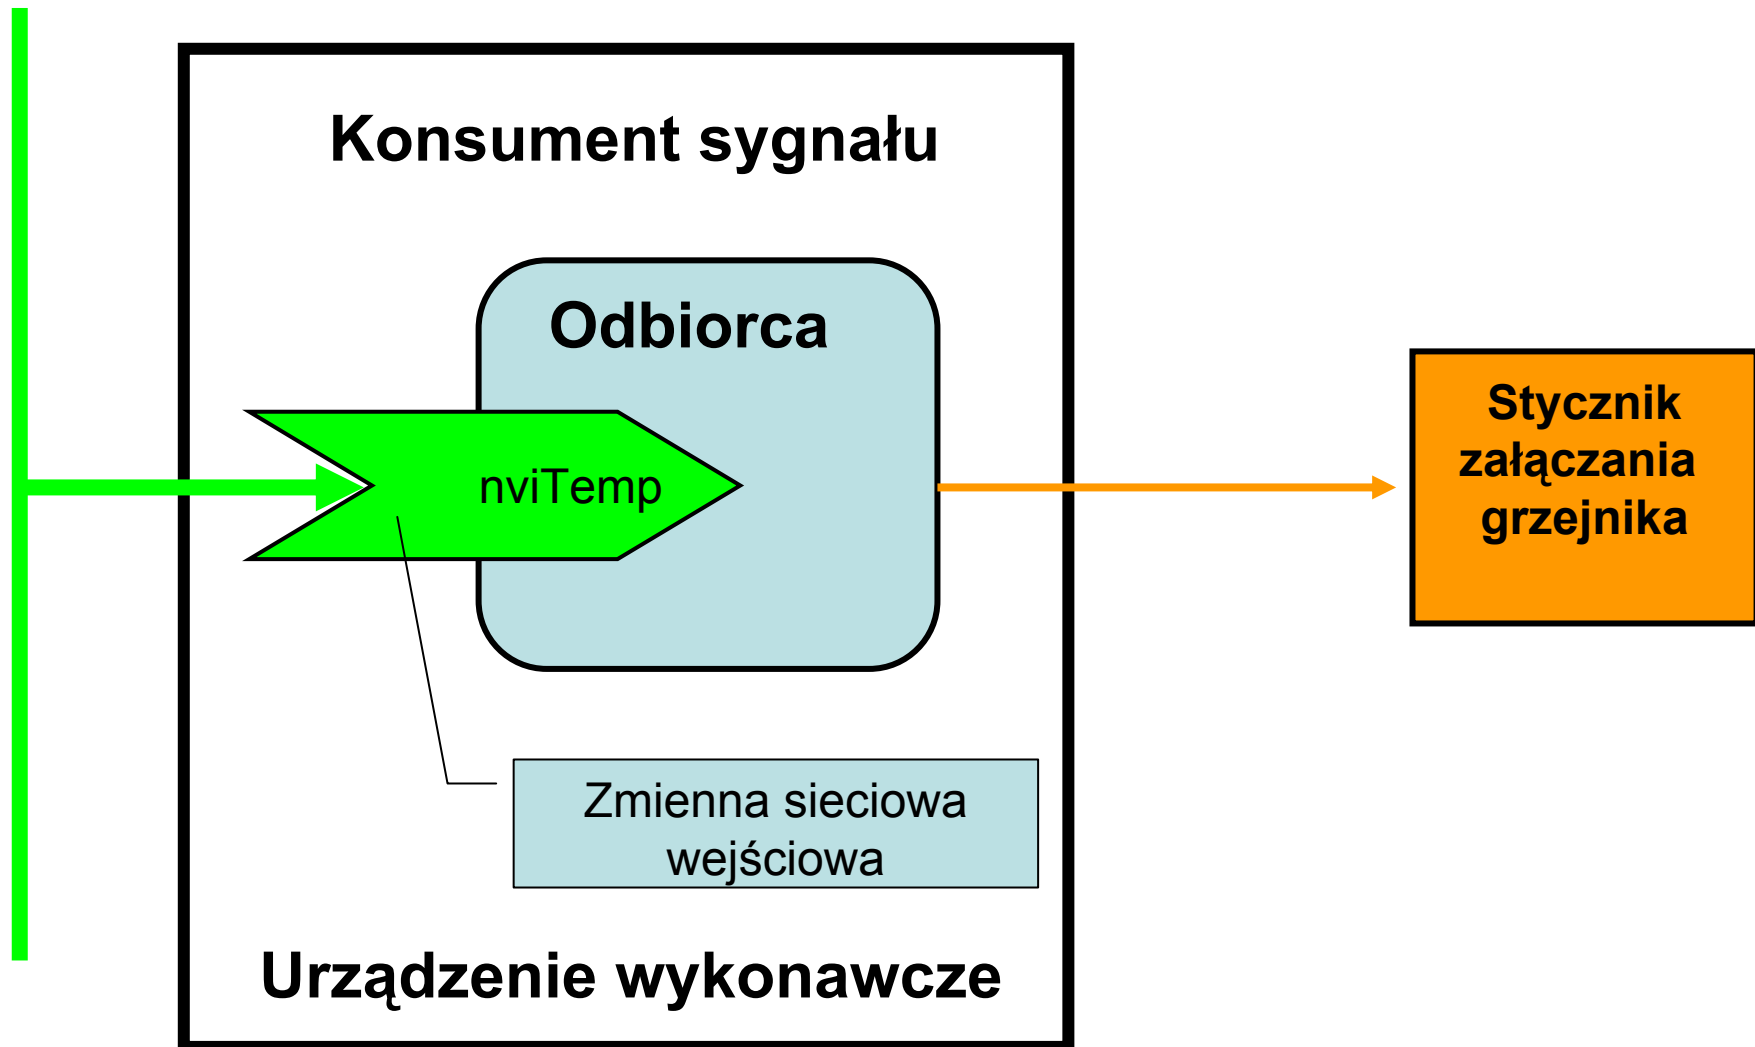 Konsument sygnału
Odbiorca
nviTemp
Stycznik
załączania
grzejnika
Zmienna sieciowa
wejściowa
Urządzenie wykonawcze